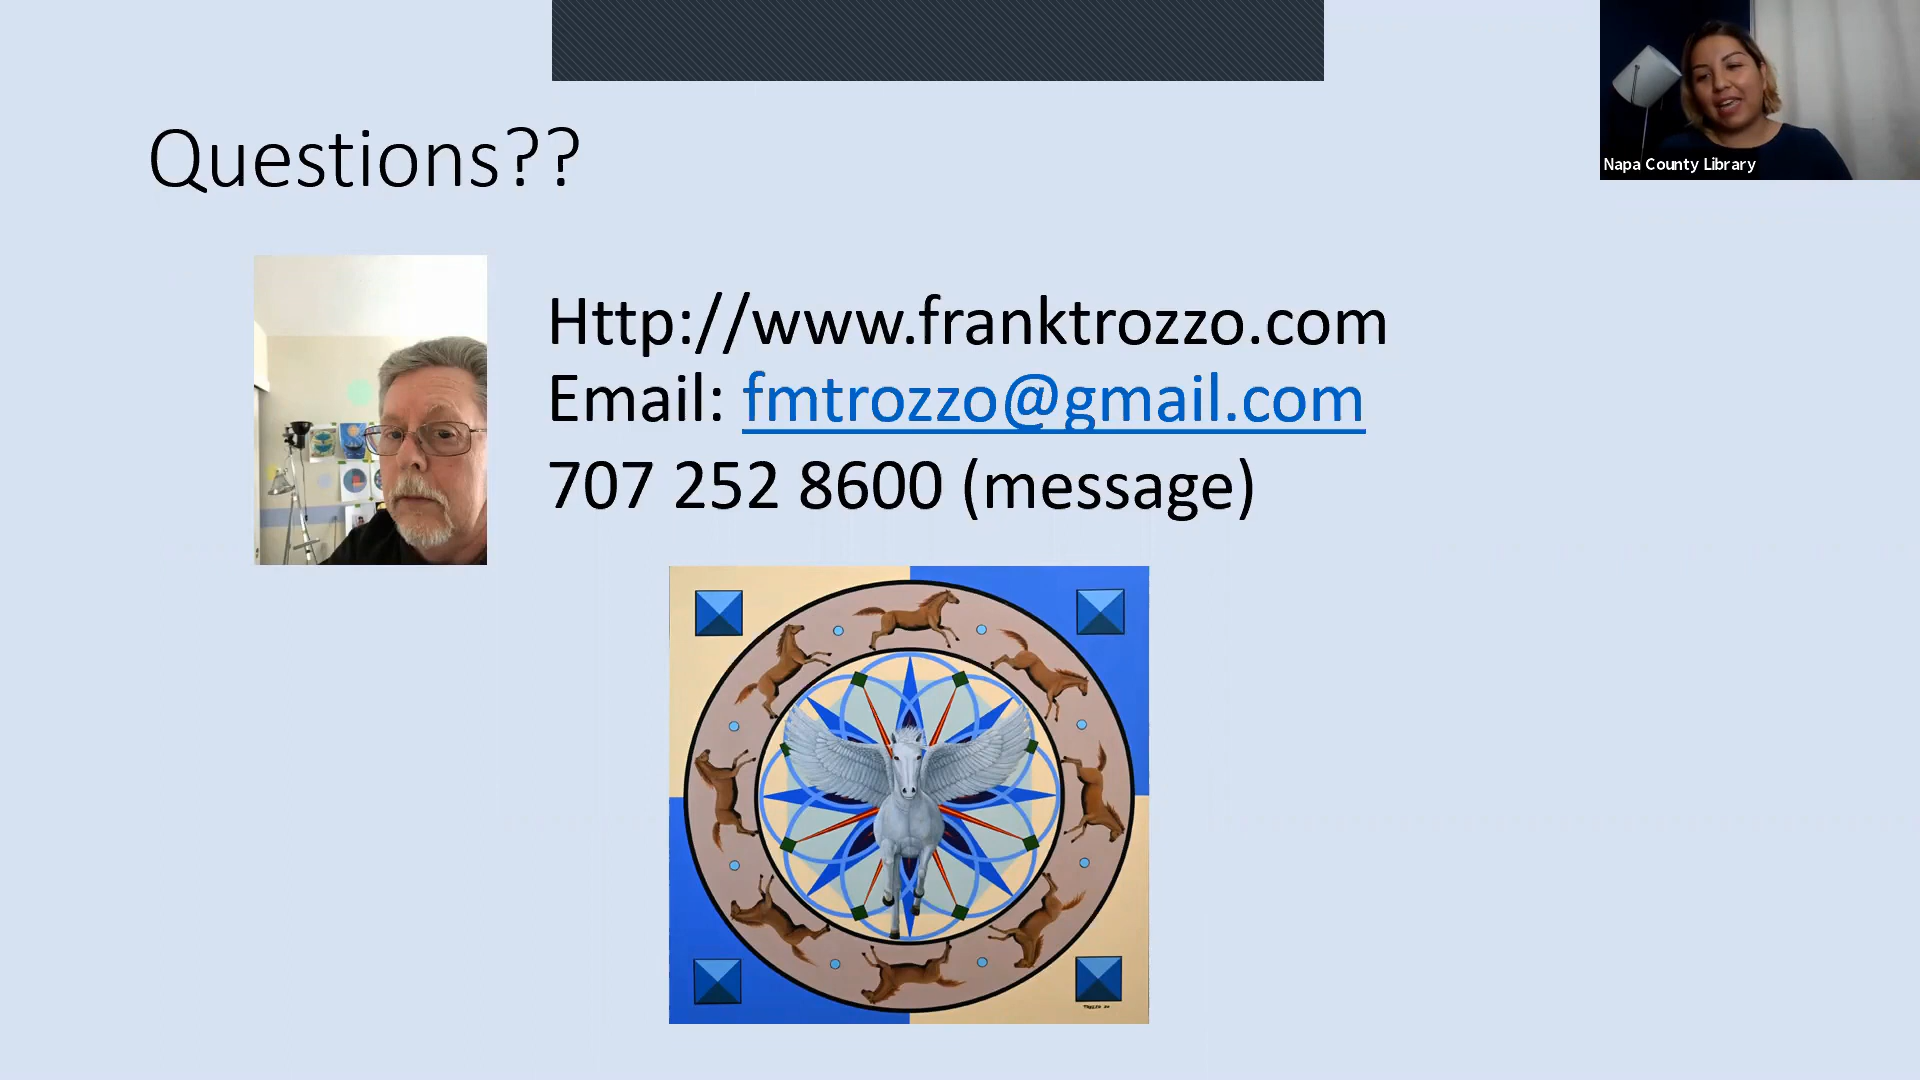 Questions??
Napa County Library
Http://www.franktrozzo.com
Email: fmtrozzo@gmail.com
707 252 8600 (message)